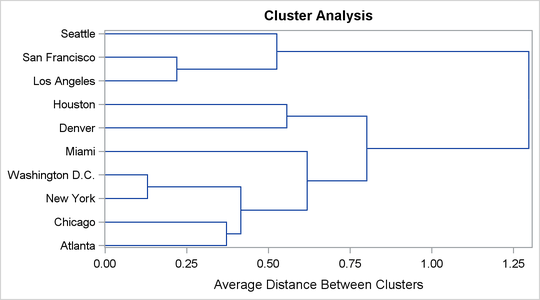 Cluster Analysis
Seattle
San Francisco
Los Angeles
Houston
Denver
Miami
Washington D.C.
New York
Chicago
Atlanta
0.00 0.25 0.50 0.75 1.00 1.25
Average Distance Between Clusters